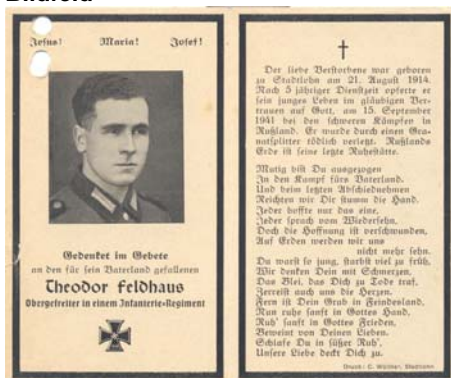 Jesus! Maria! Josef!
Gedenket im Gebete
an den für sein Vaterland gefallenen
Theodor Feldhaus
Obergefreiter in einem Infanterie-Regiment
Der liebe Verstorbene war geboren
zu Stadtlohn am 21. August 1914.
Nach 5 jähriger Dienstzeit opferte er
sein junges Leben im gläubigen Ver-
trauen auf Gott, am 15. September
1941 bei den schweren Kämpfen in
Rußland. Er wurde durch einen Gra-
natsplitter tödlich verletzt. Rußlands
Erde ist seine letzte Ruhestätte.
Mutig bist Du ausgezogen
In den Kampf fürs Vaterland.
Und beim letzten Abschiednehmen
Reichten wir Dir stumm die Hand.
Jeder hoffte nur das eine,
Jeder sprach vom Wiedersehn.
Doch die Hoffnung ist verschwunden,
Auf Erden werden wir uns
nicht mehr sehn.
Du warst so jung, starbst viel zu früh,
Wir denken Dein mit Schmerzen.
Das Blei, das Dich zu Tode traf,
Zerreißt auch uns die Herzen.
Fern ist Dein Grab in Feindesland,
Nun ruhe sanft in Gottes Hand,
Ruh' sanft in Gottes Frieden,
Beweint von Deinen Lieben.
Schlafe Du in süßer Ruh',
Unsere Liebe deckt Dich zu.
Druck: C. Stadtlohn